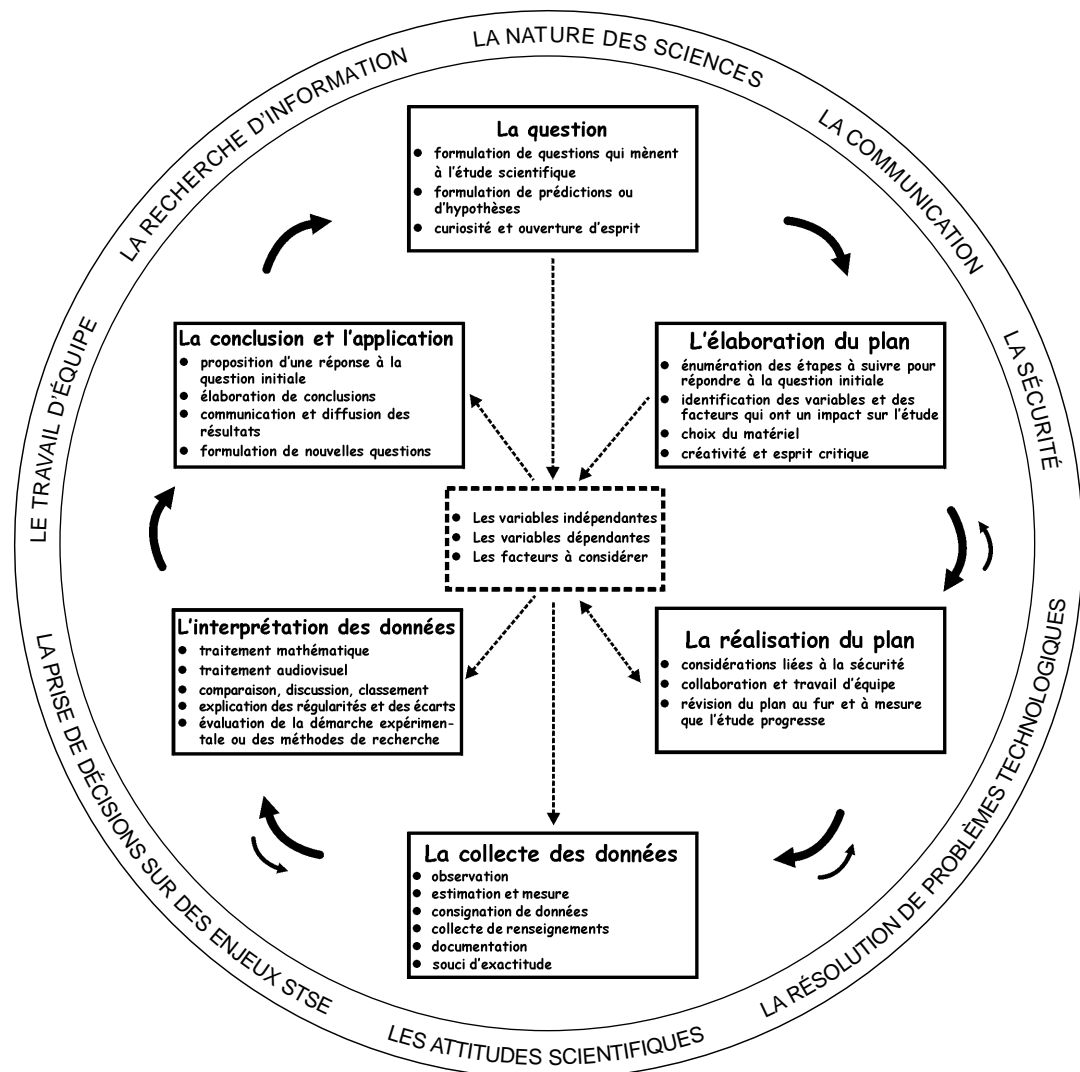 LA NATURE DES SCIENCES
LA COMMUNICATION
LA SÉCURITÉ
LA RÉSOLUTION DE PROBLÈMES TECHNOLOGIQUES
LES ATTITUDES SCIENTIFIQUES
LA PRISE DE DÉCISIONS SUR DES ENJEUX STSE
LE TRAVAIL D'ÉQUIPE
LA RECHERCHE D'INFORMATION
La question
● formulation de questions qui mènent
à l'étude scientifique
● formulation de prédictions ou
d'hypothèses
● curiosité et ouverture d'esprit
L'élaboration du plan
● énumération des étapes à suivre pour
répondre à la question initiale
● identification des variables et des
facteurs qui ont un impact sur l'étude
● choix du matériel
● créativité et esprit critique
La réalisation du plan
● considérations liées à la sécurité
● collaboration et travail d'équipe
● révision du plan au fur et à mesure
que l'étude progresse
La collecte des données
● observation
● estimation et mesure
● consignation de données
● collecte de renseignements
● documentation
● souci d'exactitude
L'interprétation des données
● traitement mathématique
● traitement audiovisuel
● comparaison, discussion, classement
● explication des régularités et des écarts
● évaluation de la démarche expérimen-
tale ou des méthodes de recherche
La conclusion et l'application
● proposition d'une réponse à la
question initiale
● élaboration de conclusions
● communication et diffusion des
résultats
● formulation de nouvelles questions
● Les variables indépendantes
● Les variables dépendantes
● Les facteurs à considérer